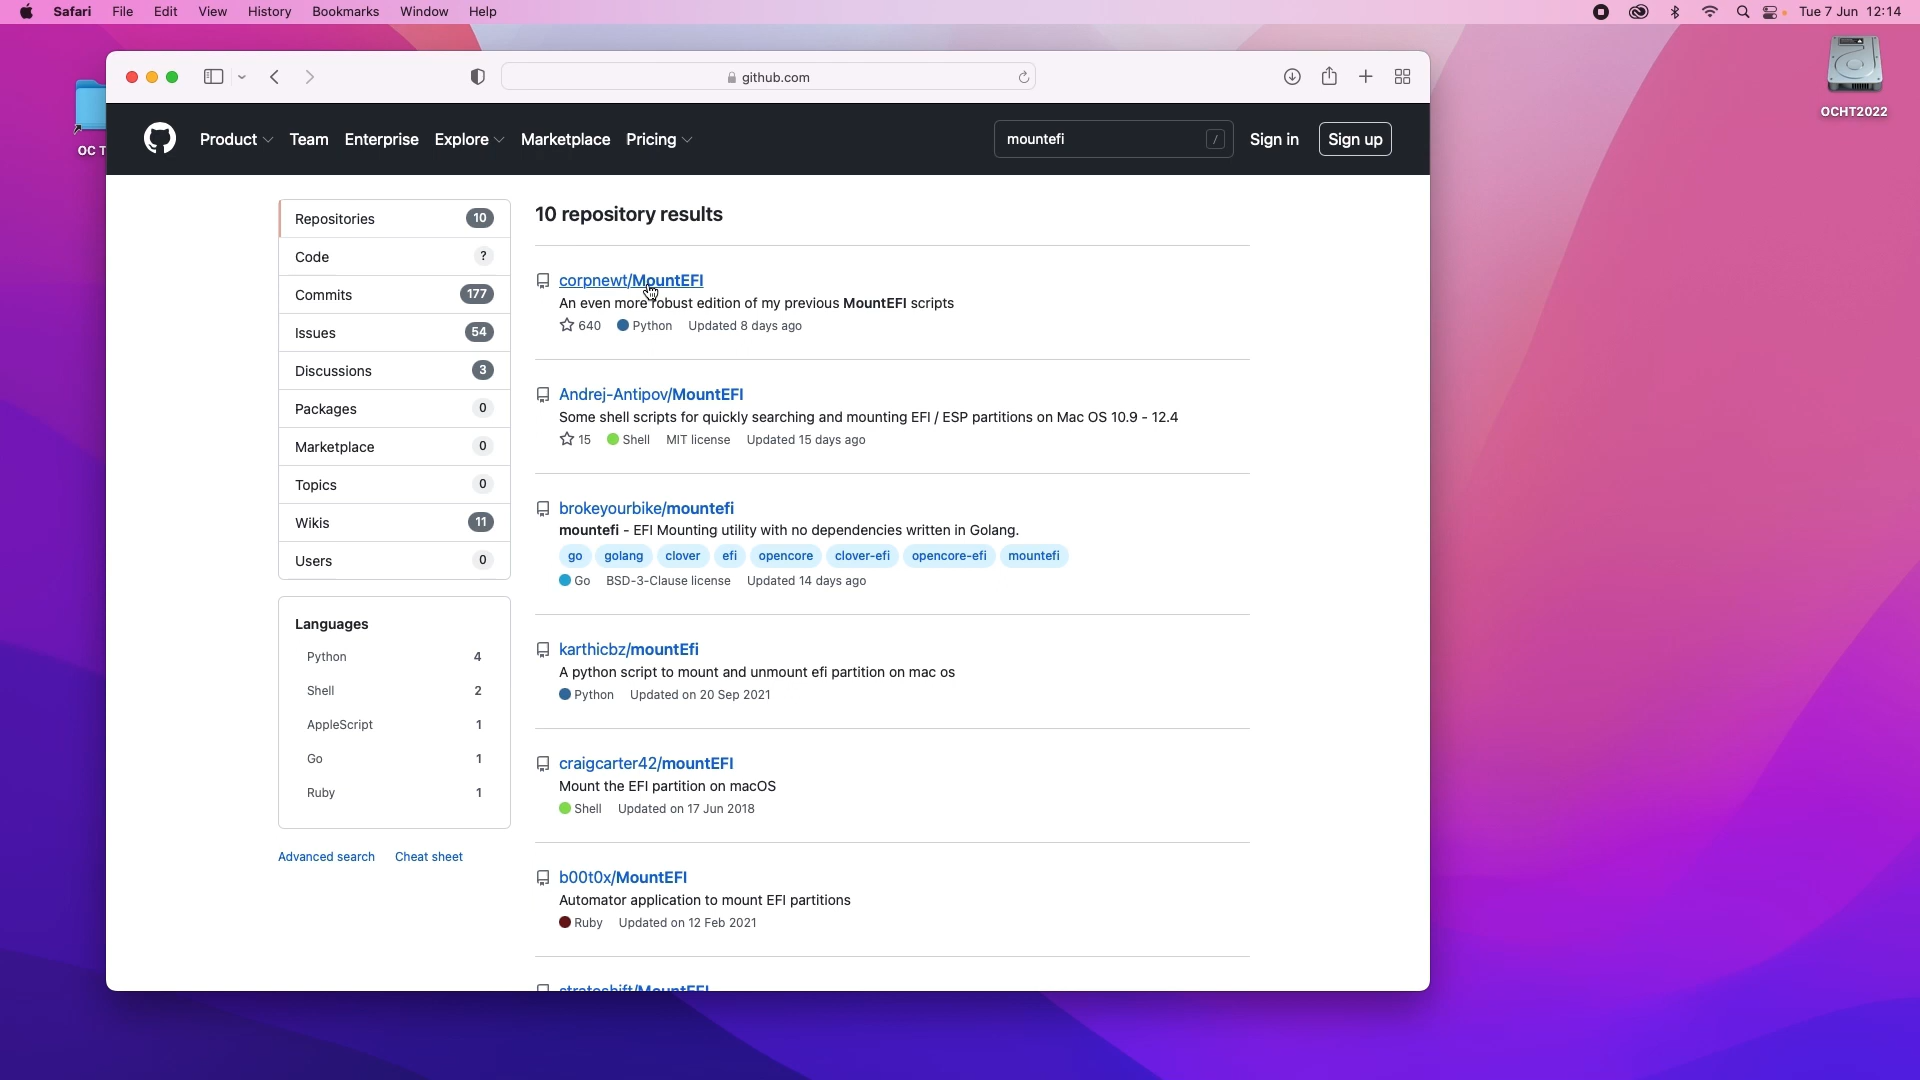 Safari File Edit View History Bookmarks Window Help
Tue 7 Jun 12:14
github.com
OCHT2022
OC T
Product Team Enterprise Explore Marketplace Pricing
mountefi /
Sign in Sign up
Repositories 10
Code ?
Commits 177
Issues 54
Discussions 3
Packages 0
Marketplace 0
Topics 0
Wikis 11
Users 0
Languages
Python 4
Shell 2
AppleScript 1
Go 1
Ruby 1
Advanced search Cheat sheet
10 repository results
corpnewt/MountEFI
An even more robust edition of my previous MountEFI scripts
640 Python Updated 8 days ago
Andrej-Antipov/MountEFI
Some shell scripts for quickly searching and mounting EFI / ESP partitions on Mac OS 10.9 - 12.4
15 Shell MIT license Updated 15 days ago
brokeyourbike/mountefi
mountefi - EFI Mounting utility with no dependencies written in Golang.
go golang clover efi opencore clover-efi opencore-efi mountefi
Go BSD-3-Clause license Updated 14 days ago
karthicbz/mountEfi
A python script to mount and unmount efi partition on mac os
Python Updated on 20 Sep 2021
craigcarter42/mountEFI
Mount the EFI partition on macOS
Shell Updated on 17 Jun 2018
b00t0x/MountEFI
Automator application to mount EFI partitions
Ruby Updated on 12 Feb 2021